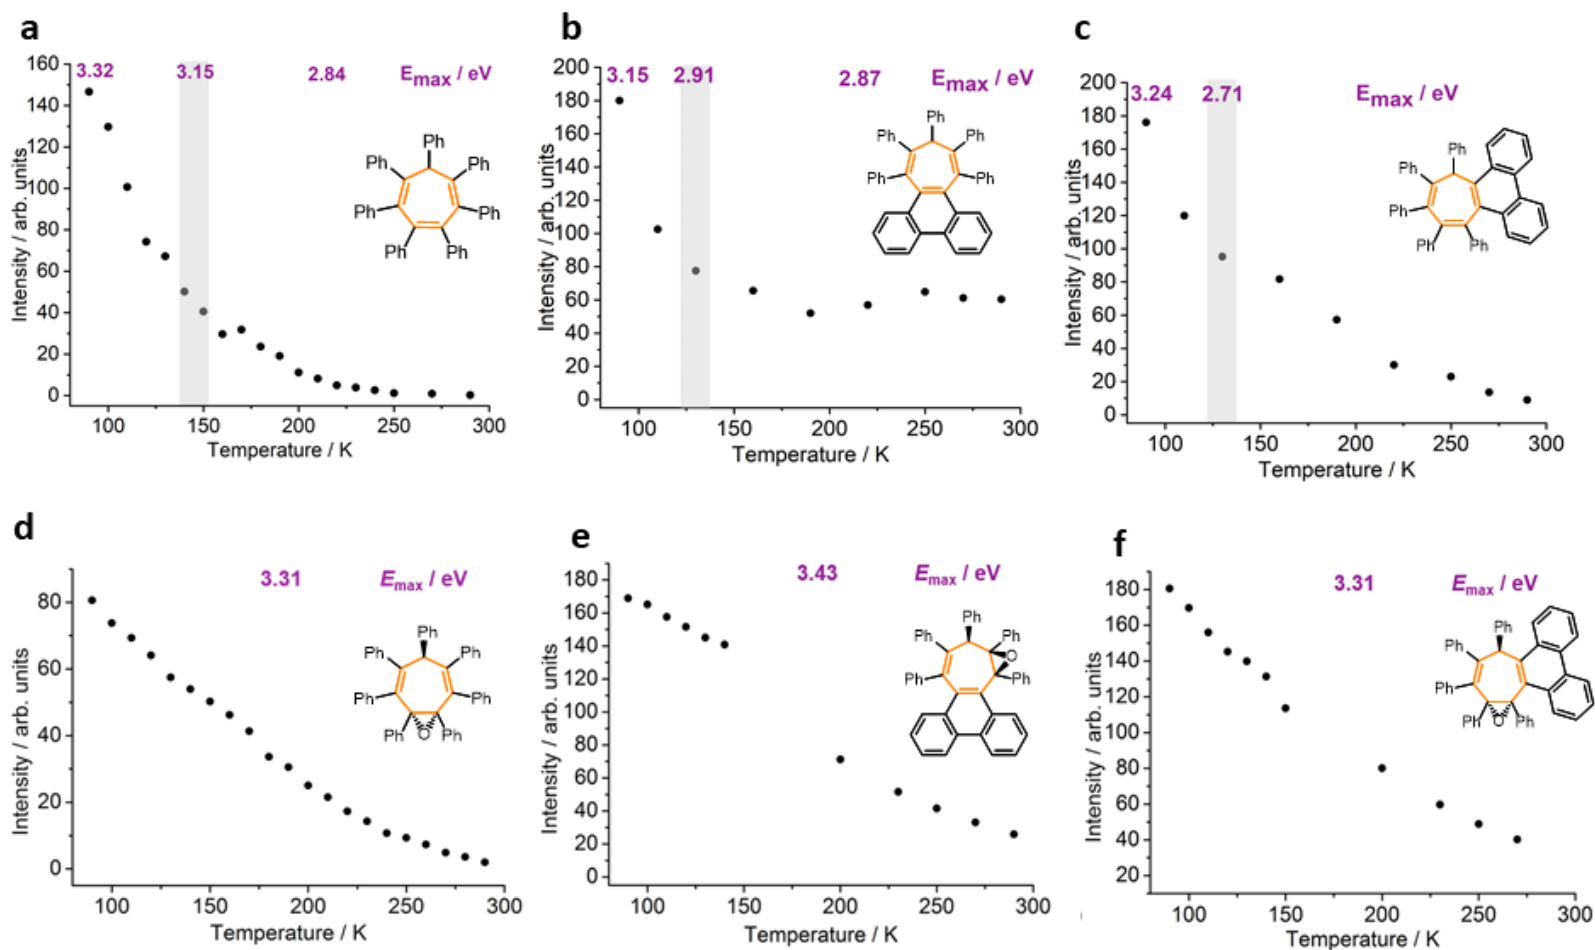 a
160
140
120
100
80
60
40
20
0
Intensity / arb. units
3.32 3.15 2.84 Emax / eV
Ph
Ph Ph
Ph Ph
Ph Ph
100 150 200 250 300
Temperature / K
b
200
180
160
140
120
100
80
60
40
20
0
Intensity / arb. units
3.15 2.91 2.87 Emax / eV
Ph
Ph Ph
Ph Ph
100 150 200 250 300
Temperature / K
c
200
180
160
140
120
100
80
60
40
20
0
Intensity / arb. units
3.24 2.71 Emax / eV
Ph
Ph
Ph
Ph Ph
100 150 200 250 300
Temperature / K
d
80
60
40
20
0
Intensity / arb. units
3.31 Emax / eV
Ph
Ph Ph
Ph Ph
Ph O Ph
100 150 200 250 300
Temperature / K
e
180
160
140
120
100
80
60
40
20
0
Intensity / arb. units
3.43 Emax / eV
Ph
Ph Ph
O
Ph Ph
100 150 200 250 300
Temperature / K
f
180
160
140
120
100
80
60
40
20
Intensity / arb. units
3.31 Emax / eV
Ph
Ph
Ph
Ph O Ph
100 150 200 250 300
Temperature / K